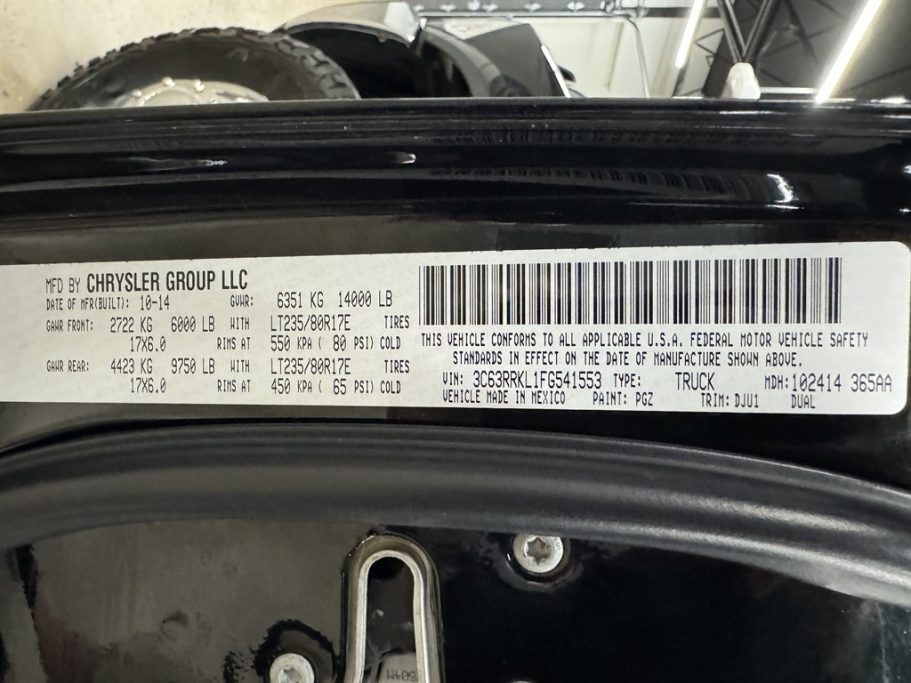 MFD BY CHRYSLER GROUP LLC
DATE OF MFR(BUILT): 10-14 GVWR: 6351 KG 14000 LB
GAWR FRONT: 2722 KG 6000 LB WITH LT235/80R17E TIRES
17X6.0 RIMS AT 550 KPA ( 80 PSI) COLD
GAWR REAR: 4423 KG 9750 LB WITH LT235/80R17E TIRES
17X6.0 RIMS AT 450 KPA ( 65 PSI) COLD
THIS VEHICLE CONFORMS TO ALL APPLICABLE U.S.A. FEDERAL MOTOR VEHICLE SAFETY
STANDARDS IN EFFECT ON THE DATE OF MANUFACTURE SHOWN ABOVE.
VIN: 3C63RRKL1FG541553 TYPE: TRUCK MDH: 102414 365AA
VEHICLE MADE IN MEXICO PAINT: PGZ TRIM: DJU1 DUAL